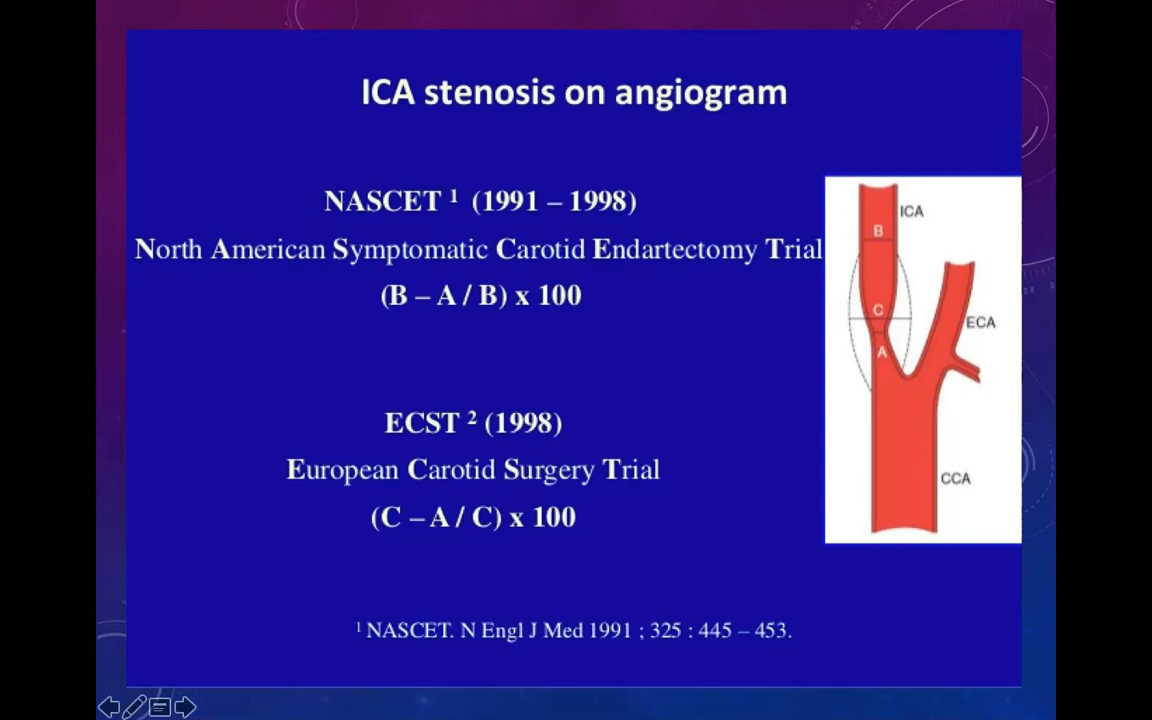 ICA stenosis on angiogram
NASCET ¹ (1991 – 1998)
North American Symptomatic Carotid Endartectomy Trial
(B – A / B) x 100
ECST ² (1998)
European Carotid Surgery Trial
(C – A / C) x 100
ICA
B
C
ECA
A
CCA
¹ NASCET. N Engl J Med 1991 ; 325 : 445 – 453.